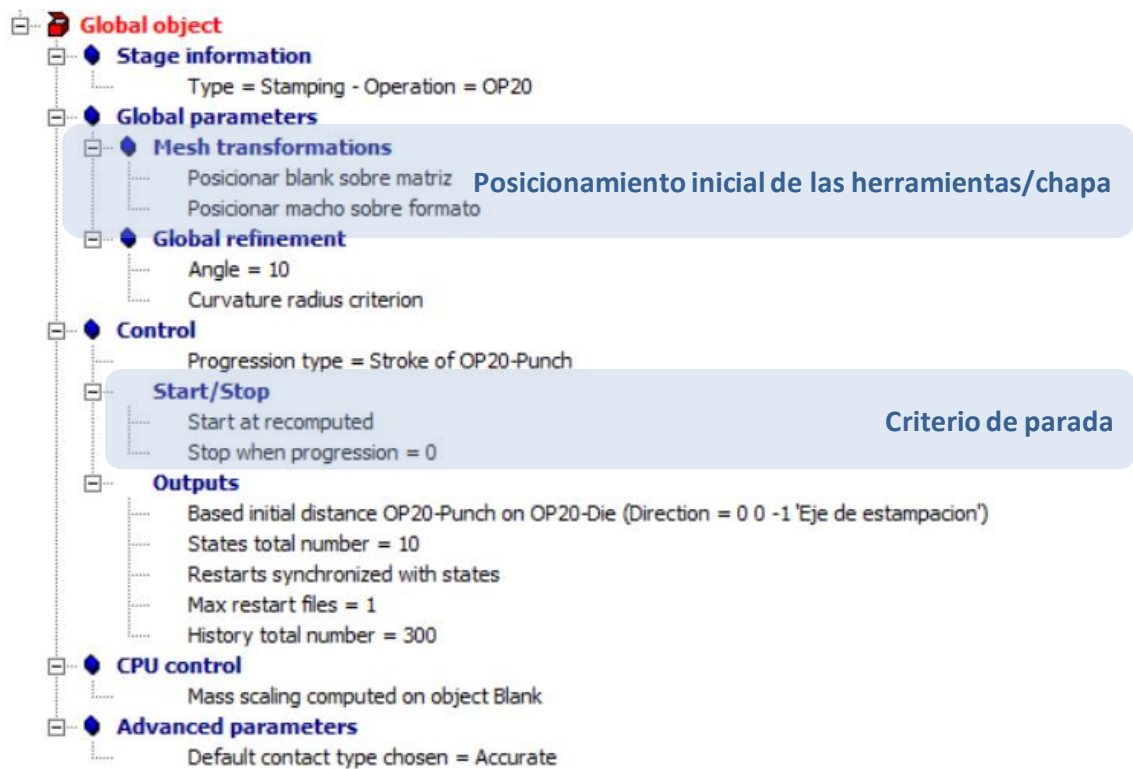 Global object
Stage information
Type = Stamping - Operation = OP20
Global parameters
Mesh transformations
Posicionar blank sobre matriz
Posicionamiento inicial de las herramientas/chapa
Posicionar macho sobre formato
Global refinement
Angle = 10
Curvature radius criterion
Control
Progression type = Stroke of OP20-Punch
Start/Stop
Start at recomputed
Criterio de parada
Stop when progression = 0
Outputs
Based initial distance OP20-Punch on OP20-Die (Direction = 0 0 -1 'Eje de estampacion')
States total number = 10
Restarts synchronized with states
Max restart files = 1
History total number = 300
CPU control
Mass scaling computed on object Blank
Advanced parameters
Default contact type chosen = Accurate